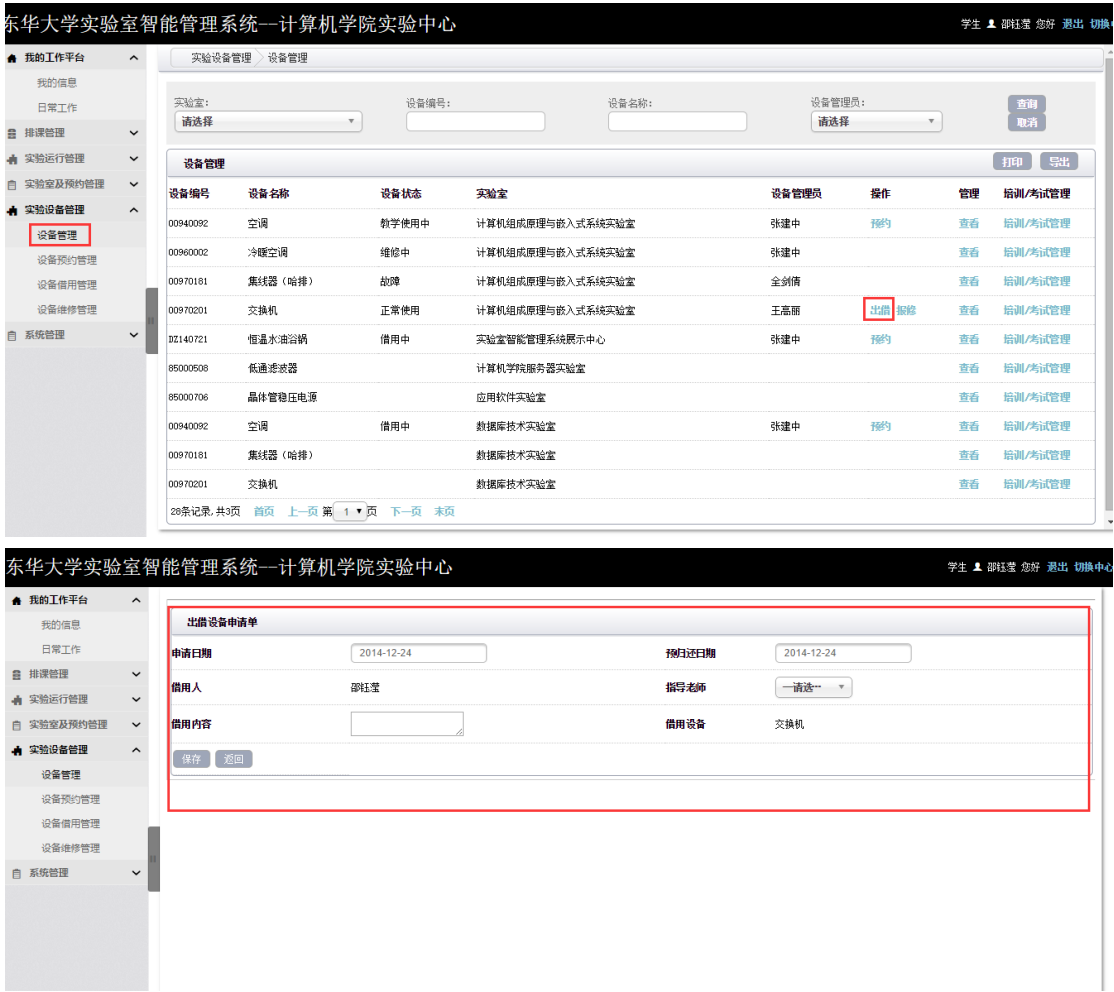 东华大学实验室智能管理系统--计算机学院实验中心 学生 邵钰莹 您好 退出 切换
我的工作平台
我的信息
日常工作
排课管理
实验运行管理
实验室及预约管理
实验设备管理
设备管理
设备预约管理
设备借用管理
设备维修管理
系统管理
实验设备管理 设备管理
实验室: 设备编号: 设备名称: 设备管理员:
请选择 请选择 查询
取消
设备管理 打印 导出
设备编号 设备名称 设备状态 实验室 设备管理员 操作 管理 培训/考试管理
00940092 空调 教学使用中 计算机组成原理与嵌入式系统实验室 张建中 预约 查看 培训/考试管理
00960002 冷暖空调 维修中 计算机组成原理与嵌入式系统实验室 张建中 查看 培训/考试管理
00970181 集线器（哈排） 故障 计算机组成原理与嵌入式系统实验室 全剑倩 查看 培训/考试管理
00970201 交换机 正常使用 计算机组成原理与嵌入式系统实验室 王高丽 出借 报修 查看 培训/考试管理
DZ140721 恒温水油浴锅 借用中 实验室智能管理系统展示中心 张建中 预约 查看 培训/考试管理
85000508 低通滤波器 计算机学院服务器实验室 查看 培训/考试管理
85000706 晶体管稳压电源 应用软件实验室 查看 培训/考试管理
00940092 空调 借用中 数据库技术实验室 张建中 预约 查看 培训/考试管理
00970181 集线器（哈排） 数据库技术实验室 查看 培训/考试管理
00970201 交换机 数据库技术实验室 查看 培训/考试管理
28条记录,共3页 首页 上一页 第 1 页 下一页 末页
东华大学实验室智能管理系统--计算机学院实验中心 学生 邵钰莹 您好 退出 切换中心
我的工作平台
我的信息
日常工作
排课管理
实验运行管理
实验室及预约管理
实验设备管理
设备管理
设备预约管理
设备借用管理
设备维修管理
系统管理
出借设备申请单
申请日期 2014-12-24 预归还日期 2014-12-24
借用人 邵钰莹 指导老师 —请选--
借用内容 借用设备 交换机
保存 返回